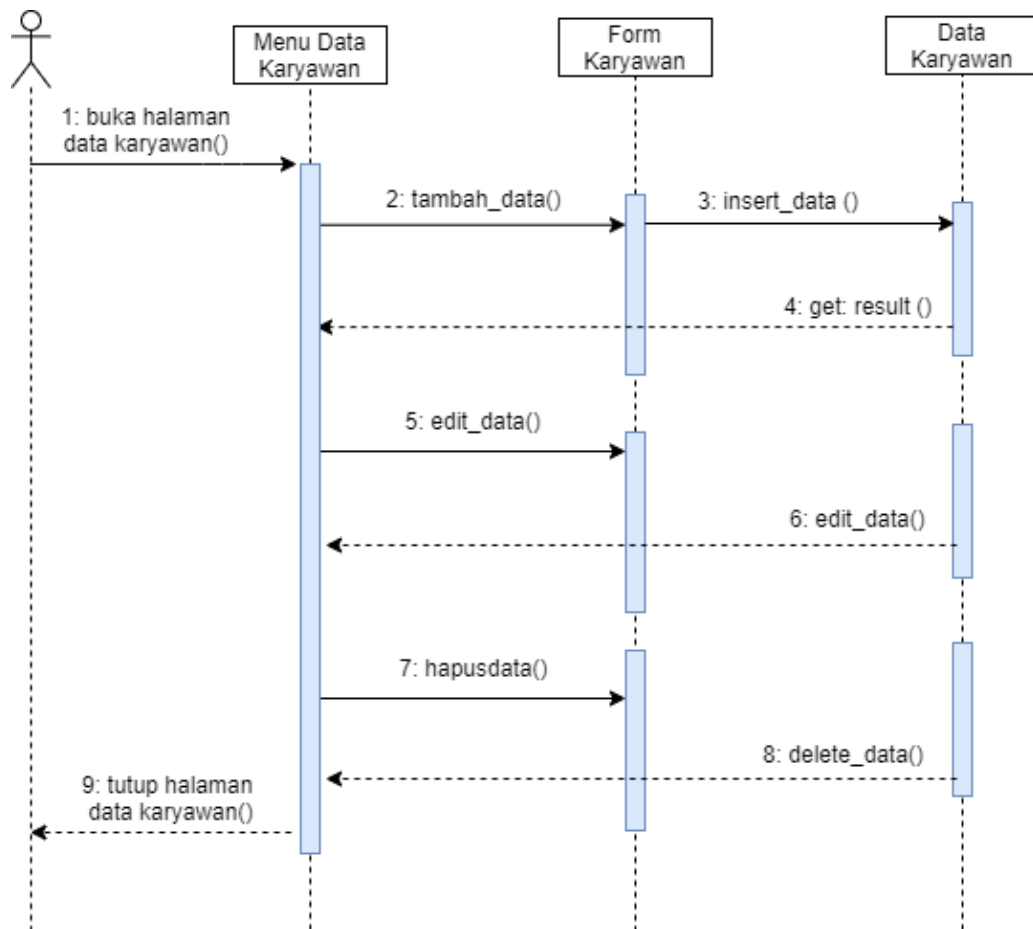 Menu Data
Karyawan
Form
Karyawan
Data
Karyawan
1: buka halaman
data karyawan()
2: tambah_data()
3: insert_data ()
4: get: result ()
5: edit_data()
6: edit_data()
7: hapusdata()
8: delete_data()
9: tutup halaman
data karyawan()